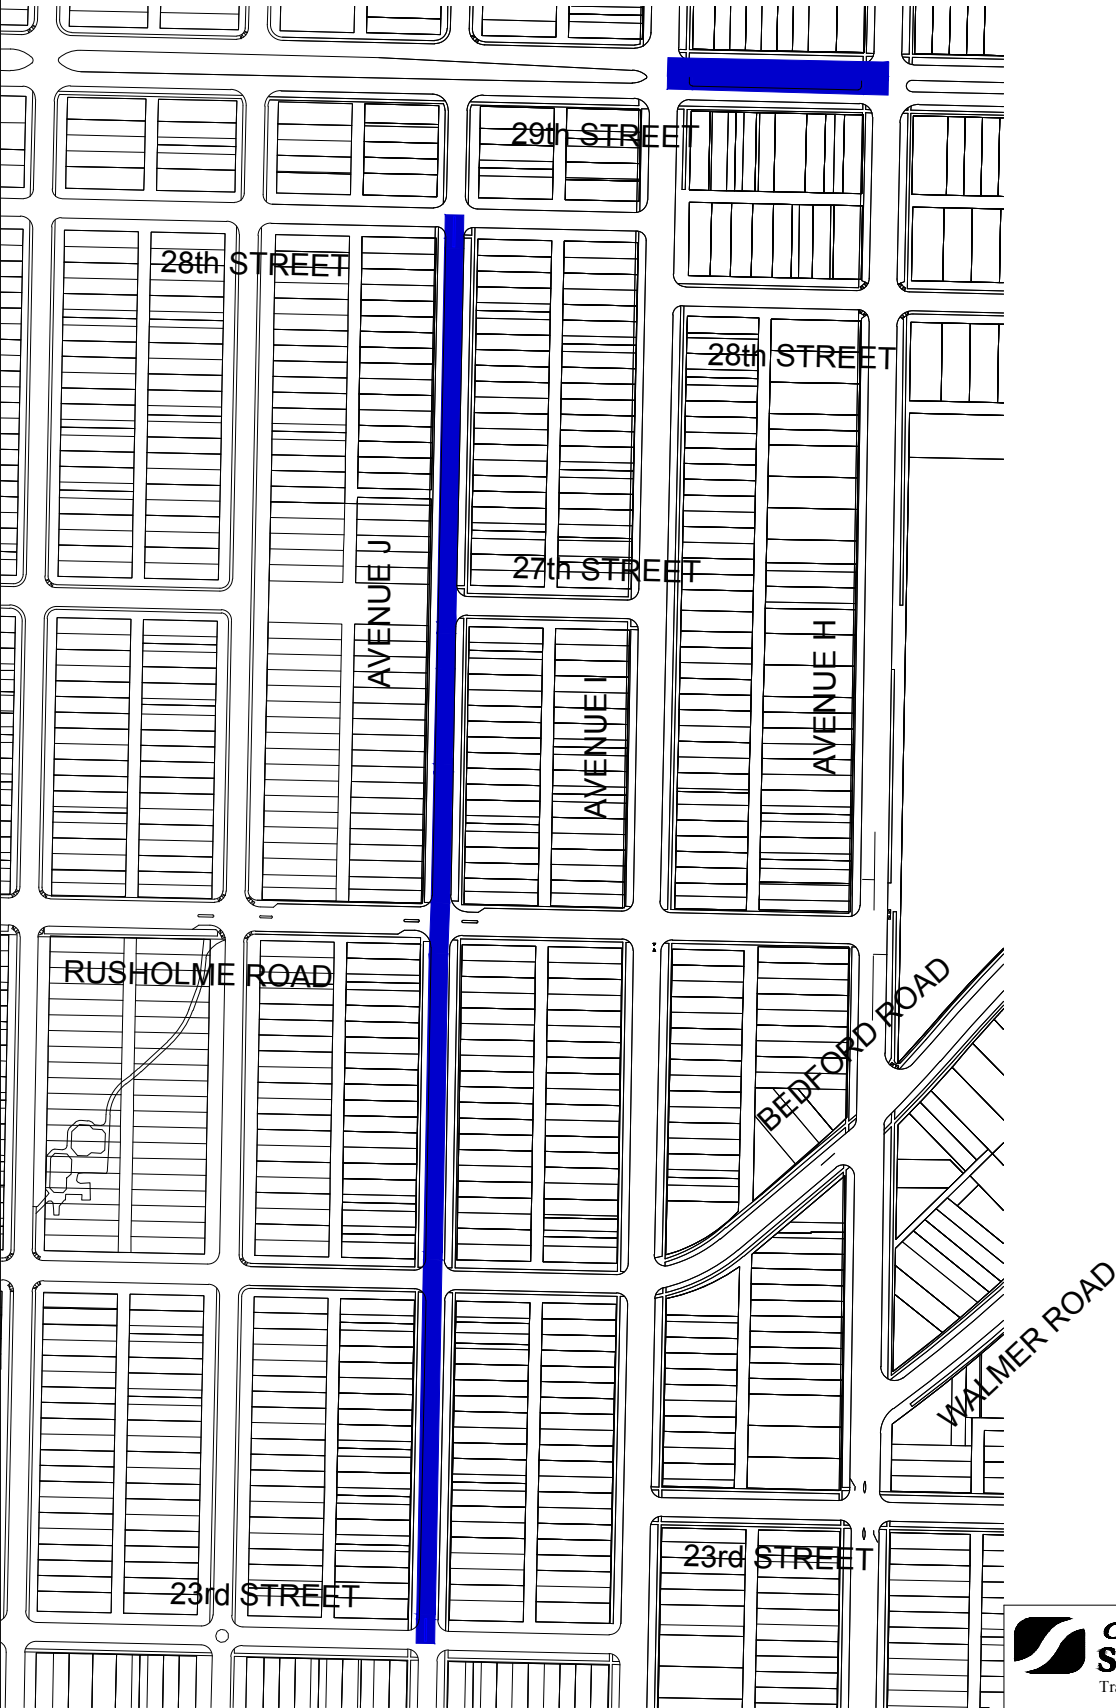 29th STREET
28th STREET
28th STREET
27th STREET
AVENUE J
AVENUE I
AVENUE H
RUSHOLME ROAD
BEDFORD ROAD
WALMER ROAD
23rd STREET
23rd STREET